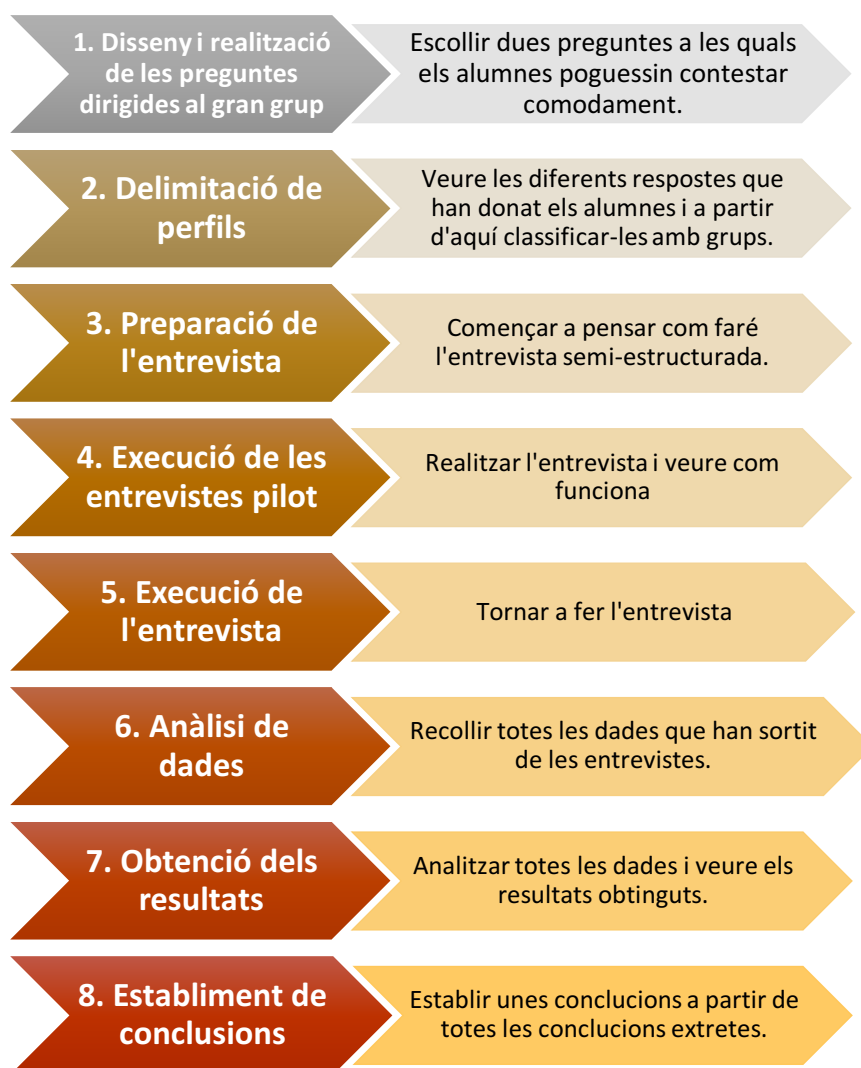 1. Disseny i realització
de les preguntes
dirigides al gran grup
Escollir dues preguntes a les quals
els alumnes poguessin contestar
comodament.
2. Delimitació de
perfils
Veure les diferents respostes que
han donat els alumnes i a partir
d'aquí classificar-les amb grups.
3. Preparació de
l'entrevista
Començar a pensar com faré
l'entrevista semi-estructurada.
4. Execució de les
entrevistes pilot
Realitzar l'entrevista i veure com
funciona
5. Execució de
l'entrevista
Tornar a fer l'entrevista
6. Anàlisi de
dades
Recollir totes les dades que han sortit
de les entrevistes.
7. Obtenció dels
resultats
Analitzar totes les dades i veure els
resultats obtinguts.
8. Establiment de
conclusions
Establir unes conclucions a partir de
totes les conclucions extretes.